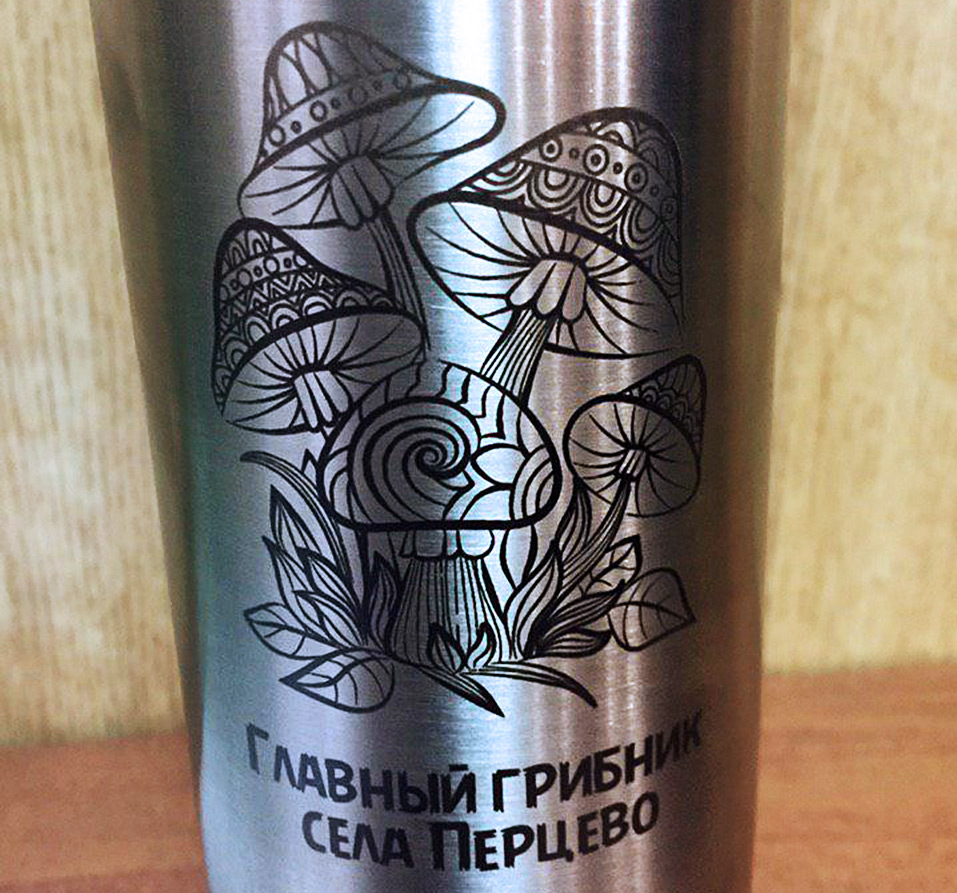 Главный грибник
села Перцево